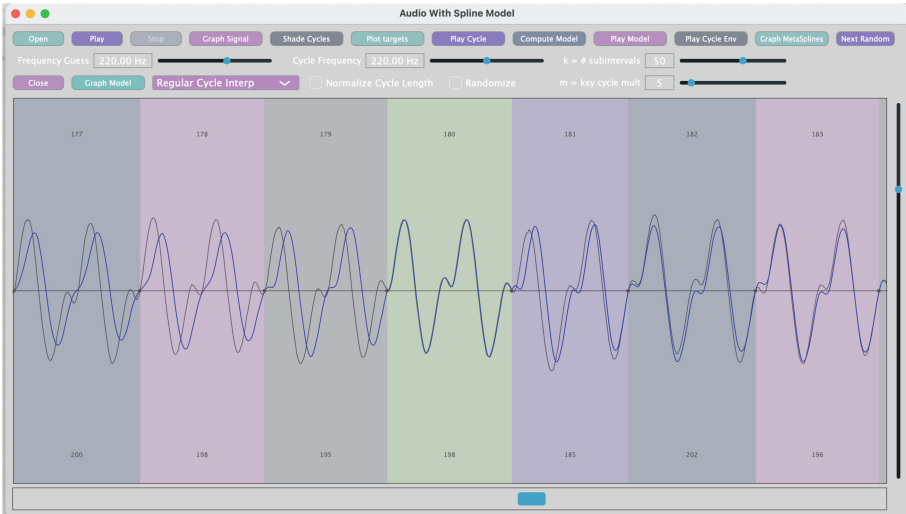 Audio With Spline Model
Open Play Stop Graph Signal Shade Cycles Plot targets Play Cycle Compute Model Play Model Play Cycle Env Graph MetaSplines Next Random
Frequency Guess 220.00 Hz Cycle Frequency 220.00 Hz k = # subintervals 50
Close Graph Model Regular Cycle Interp Normalize Cycle Length Randomize m = key cycle mult 5
177 178 179 180 181 182 183
200 198 195 198 185 202 196